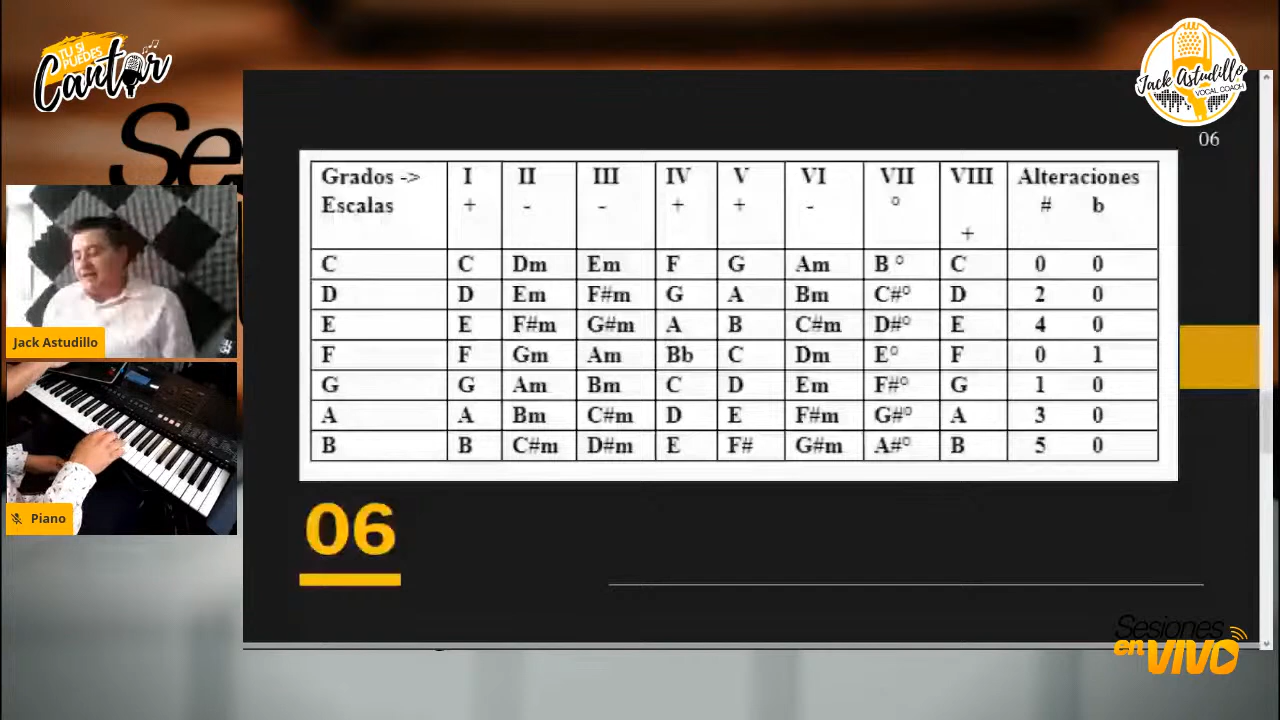 TU SI
PUEDES
Cantar
Jack Astudillo
VOCAL COACH
06
Se
Grados -> I II III IV V VI VII VIII Alteraciones
Escalas + - - + + - ° + # b
C C Dm Em F G Am B ° C 0 0
D D Em F#m G A Bm C#° D 2 0
E E F#m G#m A B C#m D#° E 4 0
F F Gm Am Bb C Dm E° F 0 1
G G Am Bm C D Em F#° G 1 0
A A Bm C#m D E F#m G#° A 3 0
B B C#m D#m E F# G#m A#° B 5 0
Jack Astudillo
Piano
06
Sesiones
en VIVO